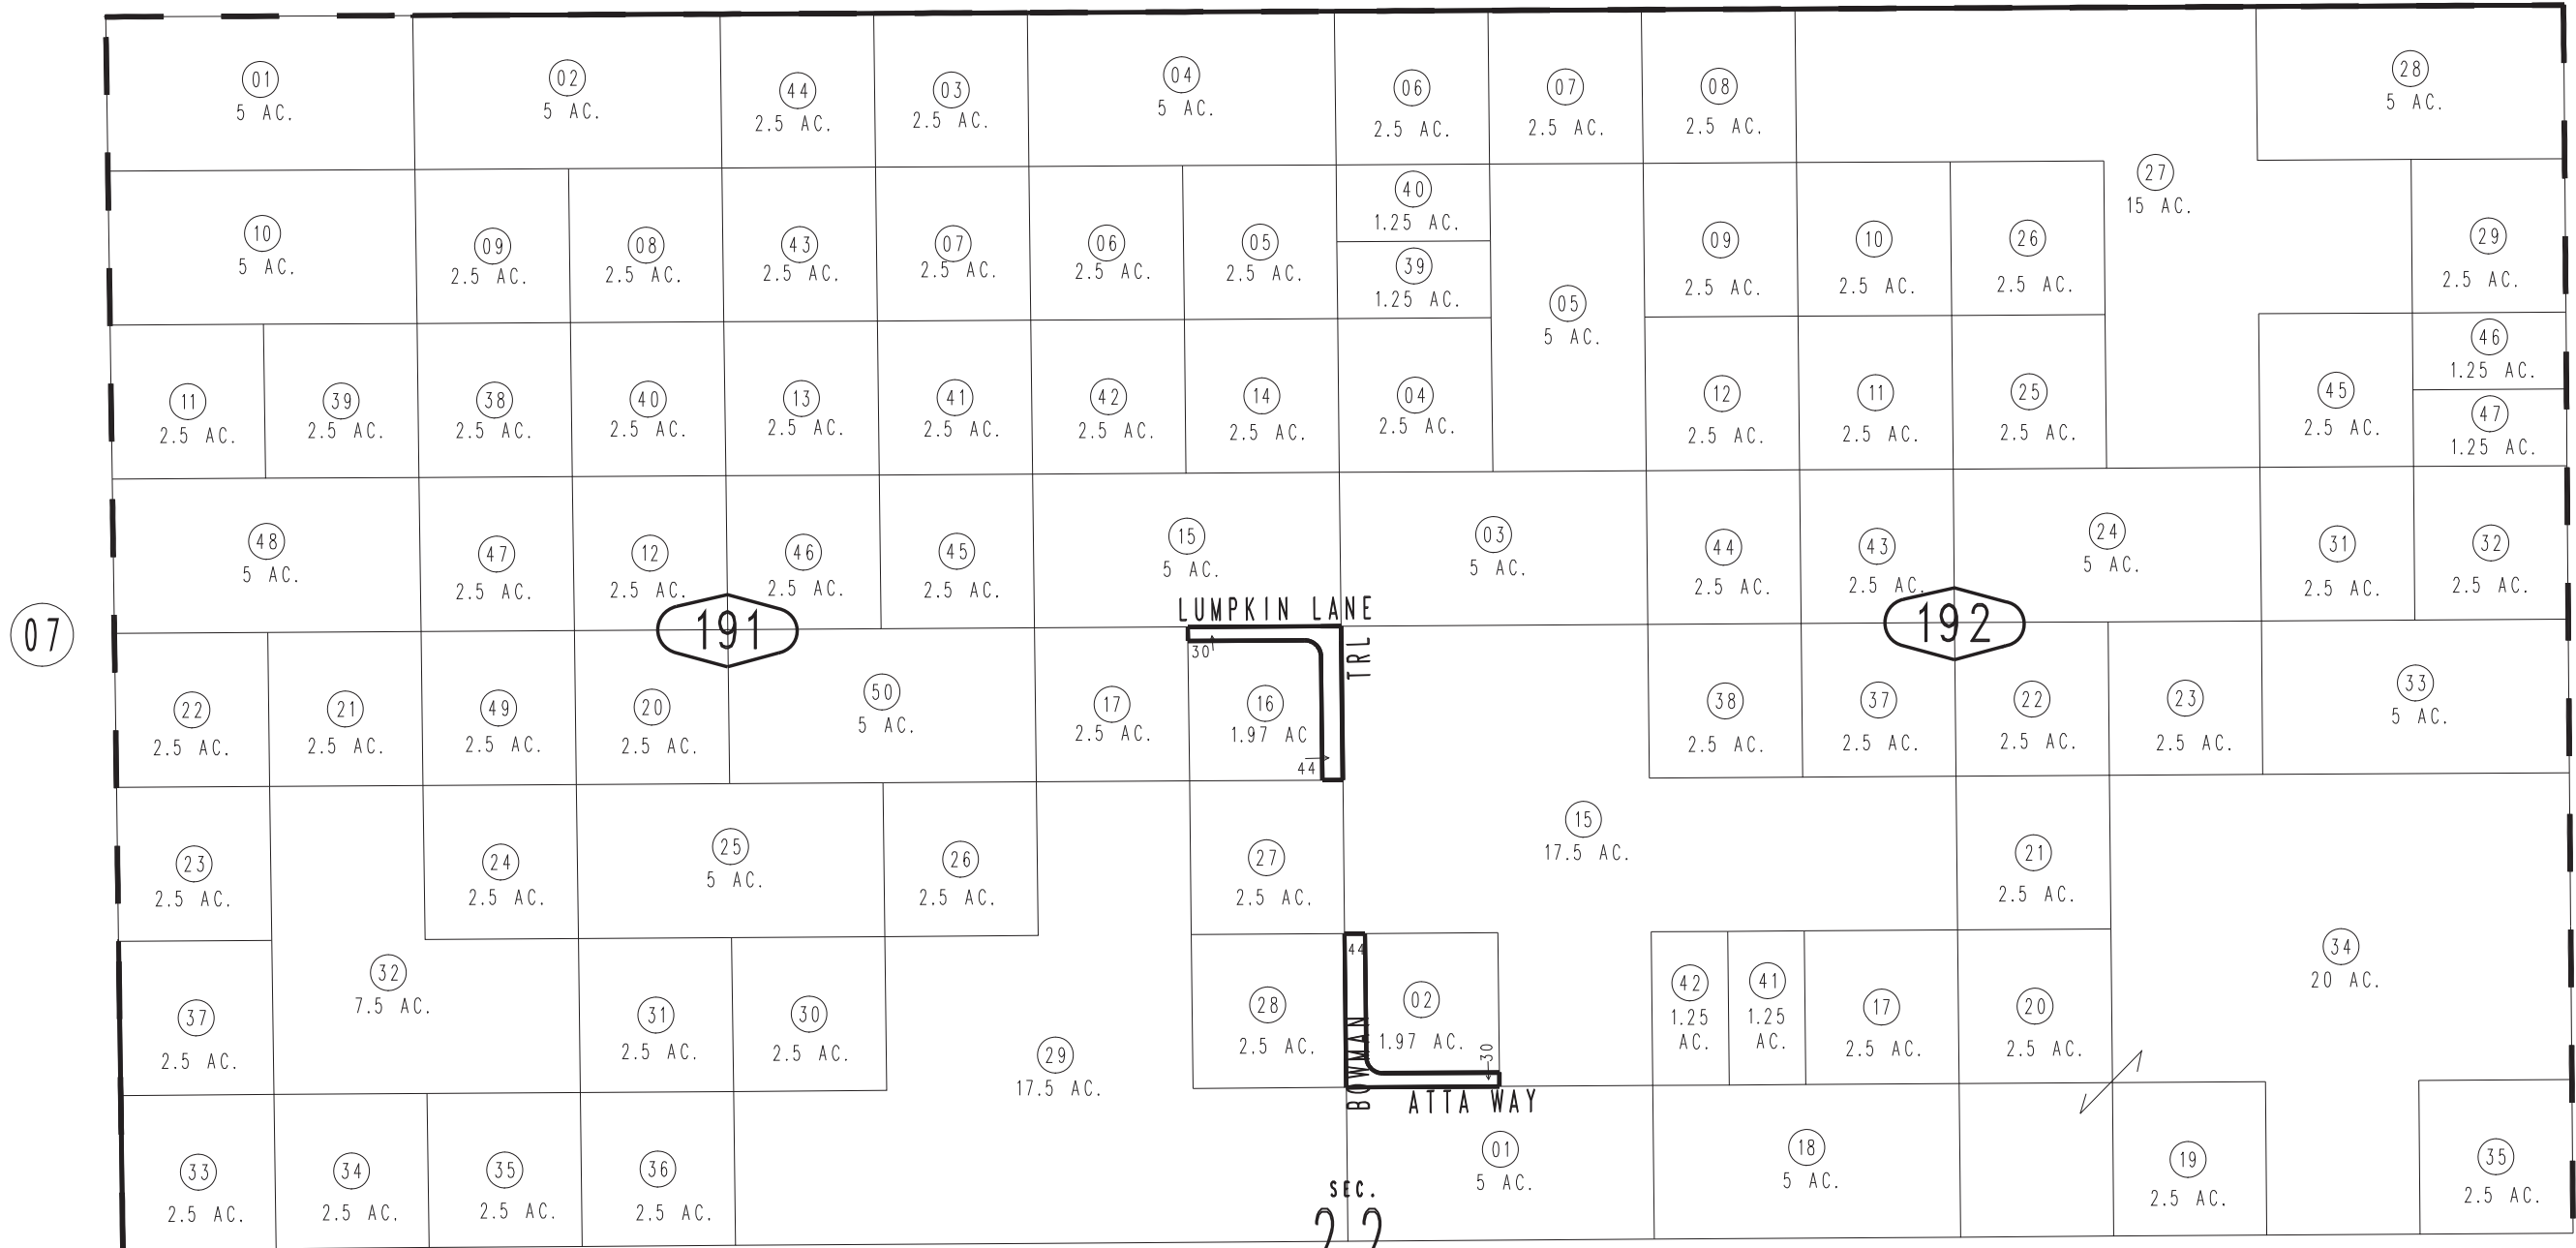 01
5 AC.
02
5 AC.
44
2.5 AC.
03
2.5 AC.
04
5 AC.
06
2.5 AC.
07
2.5 AC.
08
2.5 AC.
28
5 AC.
27
15 AC.
10
5 AC.
09
2.5 AC.
08
2.5 AC.
43
2.5 AC.
07
2.5 AC.
06
2.5 AC.
05
2.5 AC.
40
1.25 AC.
39
1.25 AC.
05
5 AC.
09
2.5 AC.
10
2.5 AC.
26
2.5 AC.
29
2.5 AC.
11
2.5 AC.
39
2.5 AC.
38
2.5 AC.
40
2.5 AC.
13
2.5 AC.
41
2.5 AC.
42
2.5 AC.
14
2.5 AC.
04
2.5 AC.
12
2.5 AC.
11
2.5 AC.
25
2.5 AC.
45
2.5 AC.
46
1.25 AC.
47
1.25 AC.
48
5 AC.
47
2.5 AC.
12
2.5 AC.
46
2.5 AC.
45
2.5 AC.
15
5 AC.
03
5 AC.
44
2.5 AC.
43
2.5 AC.
24
5 AC.
31
2.5 AC.
32
2.5 AC.
07
191
LUMPKIN LANE
TRL
192
22
2.5 AC.
21
2.5 AC.
49
2.5 AC.
20
2.5 AC.
50
5 AC.
17
2.5 AC.
30
16
1.97 AC
44
38
2.5 AC.
37
2.5 AC.
22
2.5 AC.
23
2.5 AC.
33
5 AC.
15
17.5 AC.
23
2.5 AC.
24
2.5 AC.
25
5 AC.
26
2.5 AC.
27
2.5 AC.
21
2.5 AC.
37
2.5 AC.
32
7.5 AC.
31
2.5 AC.
30
2.5 AC.
29
17.5 AC.
28
2.5 AC.
44
BOWMAN
02
1.97 AC.
30
ATTA WAY
42
1.25
AC.
41
1.25
AC.
17
2.5 AC.
20
2.5 AC.
34
20 AC.
33
2.5 AC.
34
2.5 AC.
35
2.5 AC.
36
2.5 AC.
01
5 AC.
18
5 AC.
19
2.5 AC.
35
2.5 AC.
SEC.
22